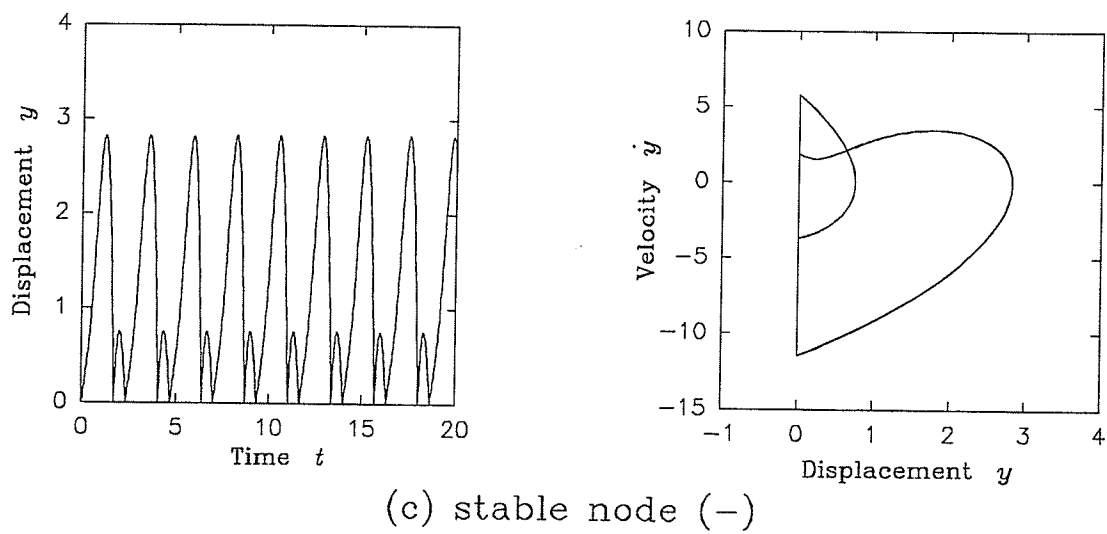 4
3
2
1
0
Displacement y
0 5 10 15 20
Time t
10
5
0
−5
−10
−15
Velocity ẏ
−1 0 1 2 3 4
Displacement y
(c) stable node (−)